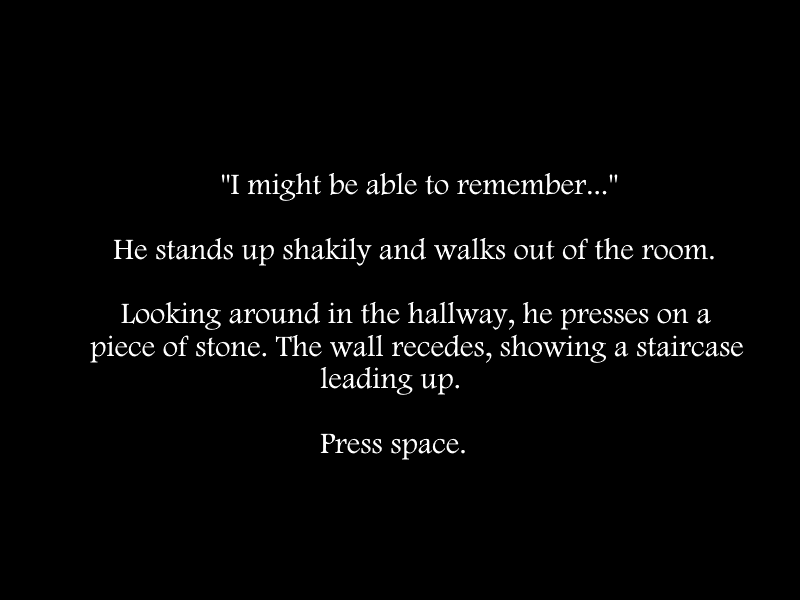 "I might be able to remember..."
He stands up shakily and walks out of the room.
Looking around in the hallway, he presses on a
piece of stone. The wall recedes, showing a staircase
leading up.
Press space.